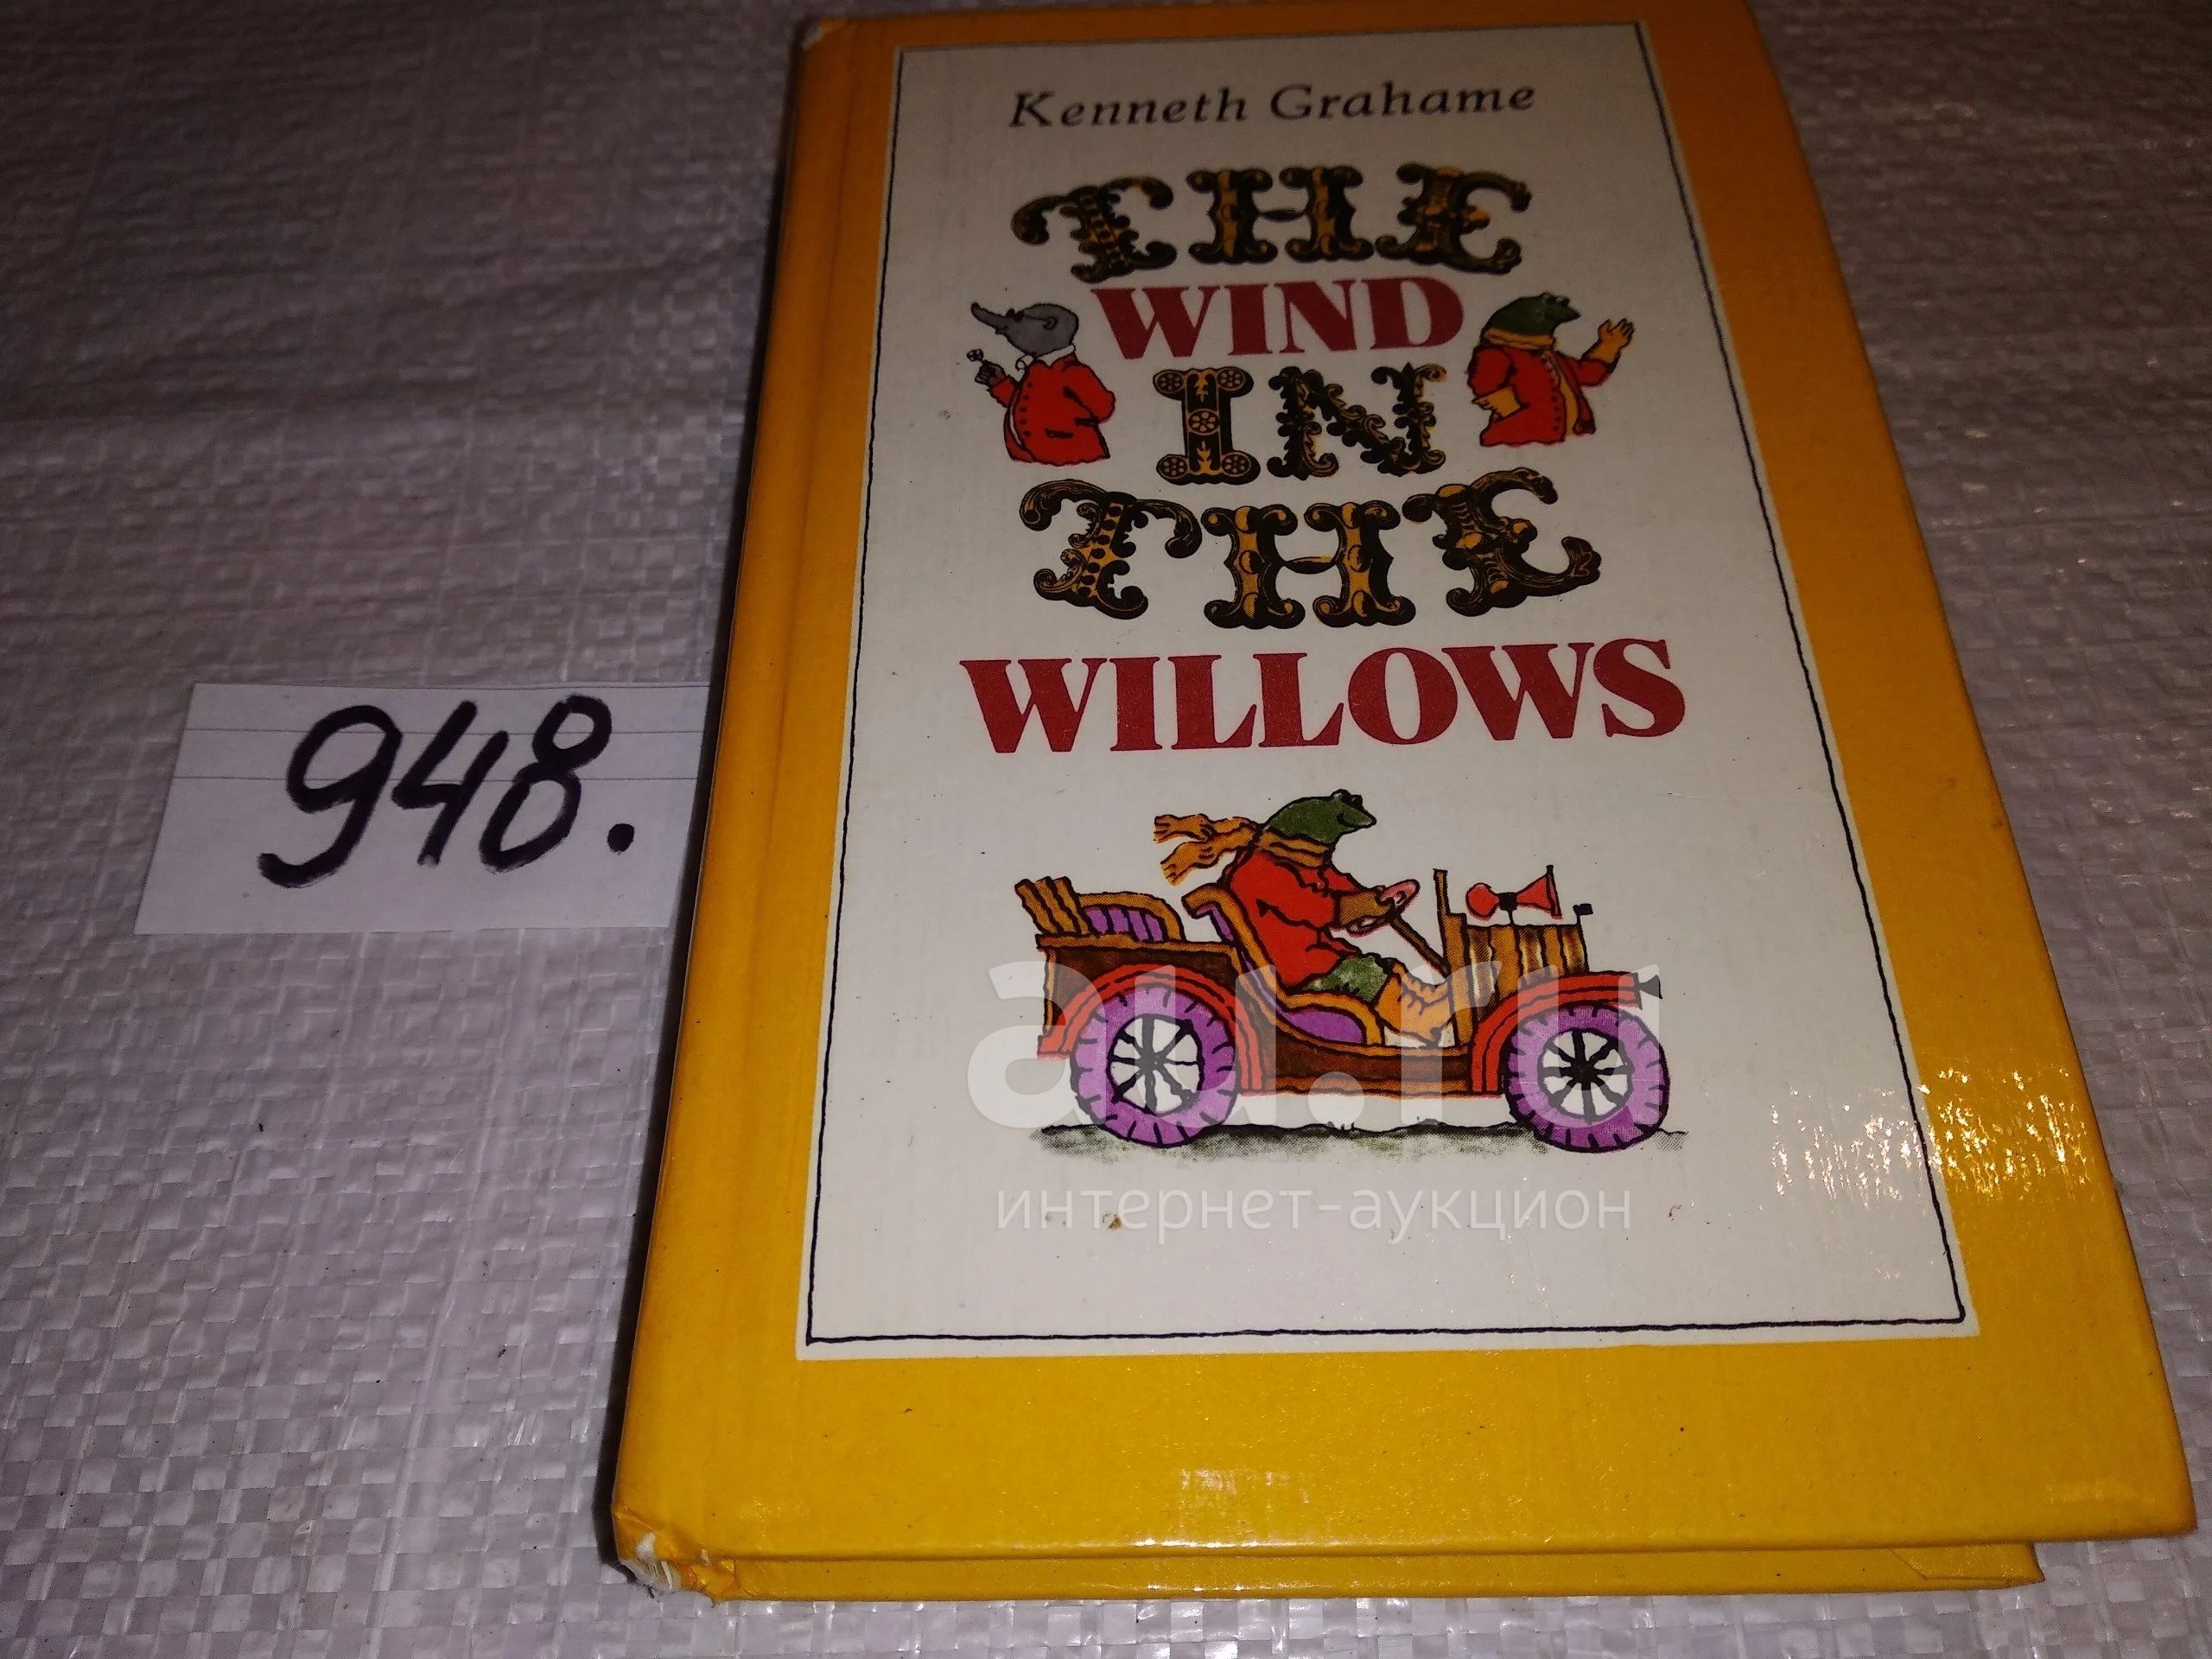 Kenneth Grahame
THE
WIND
IN
THE
WILLOWS
948.
au.ru
интернет-аукцион